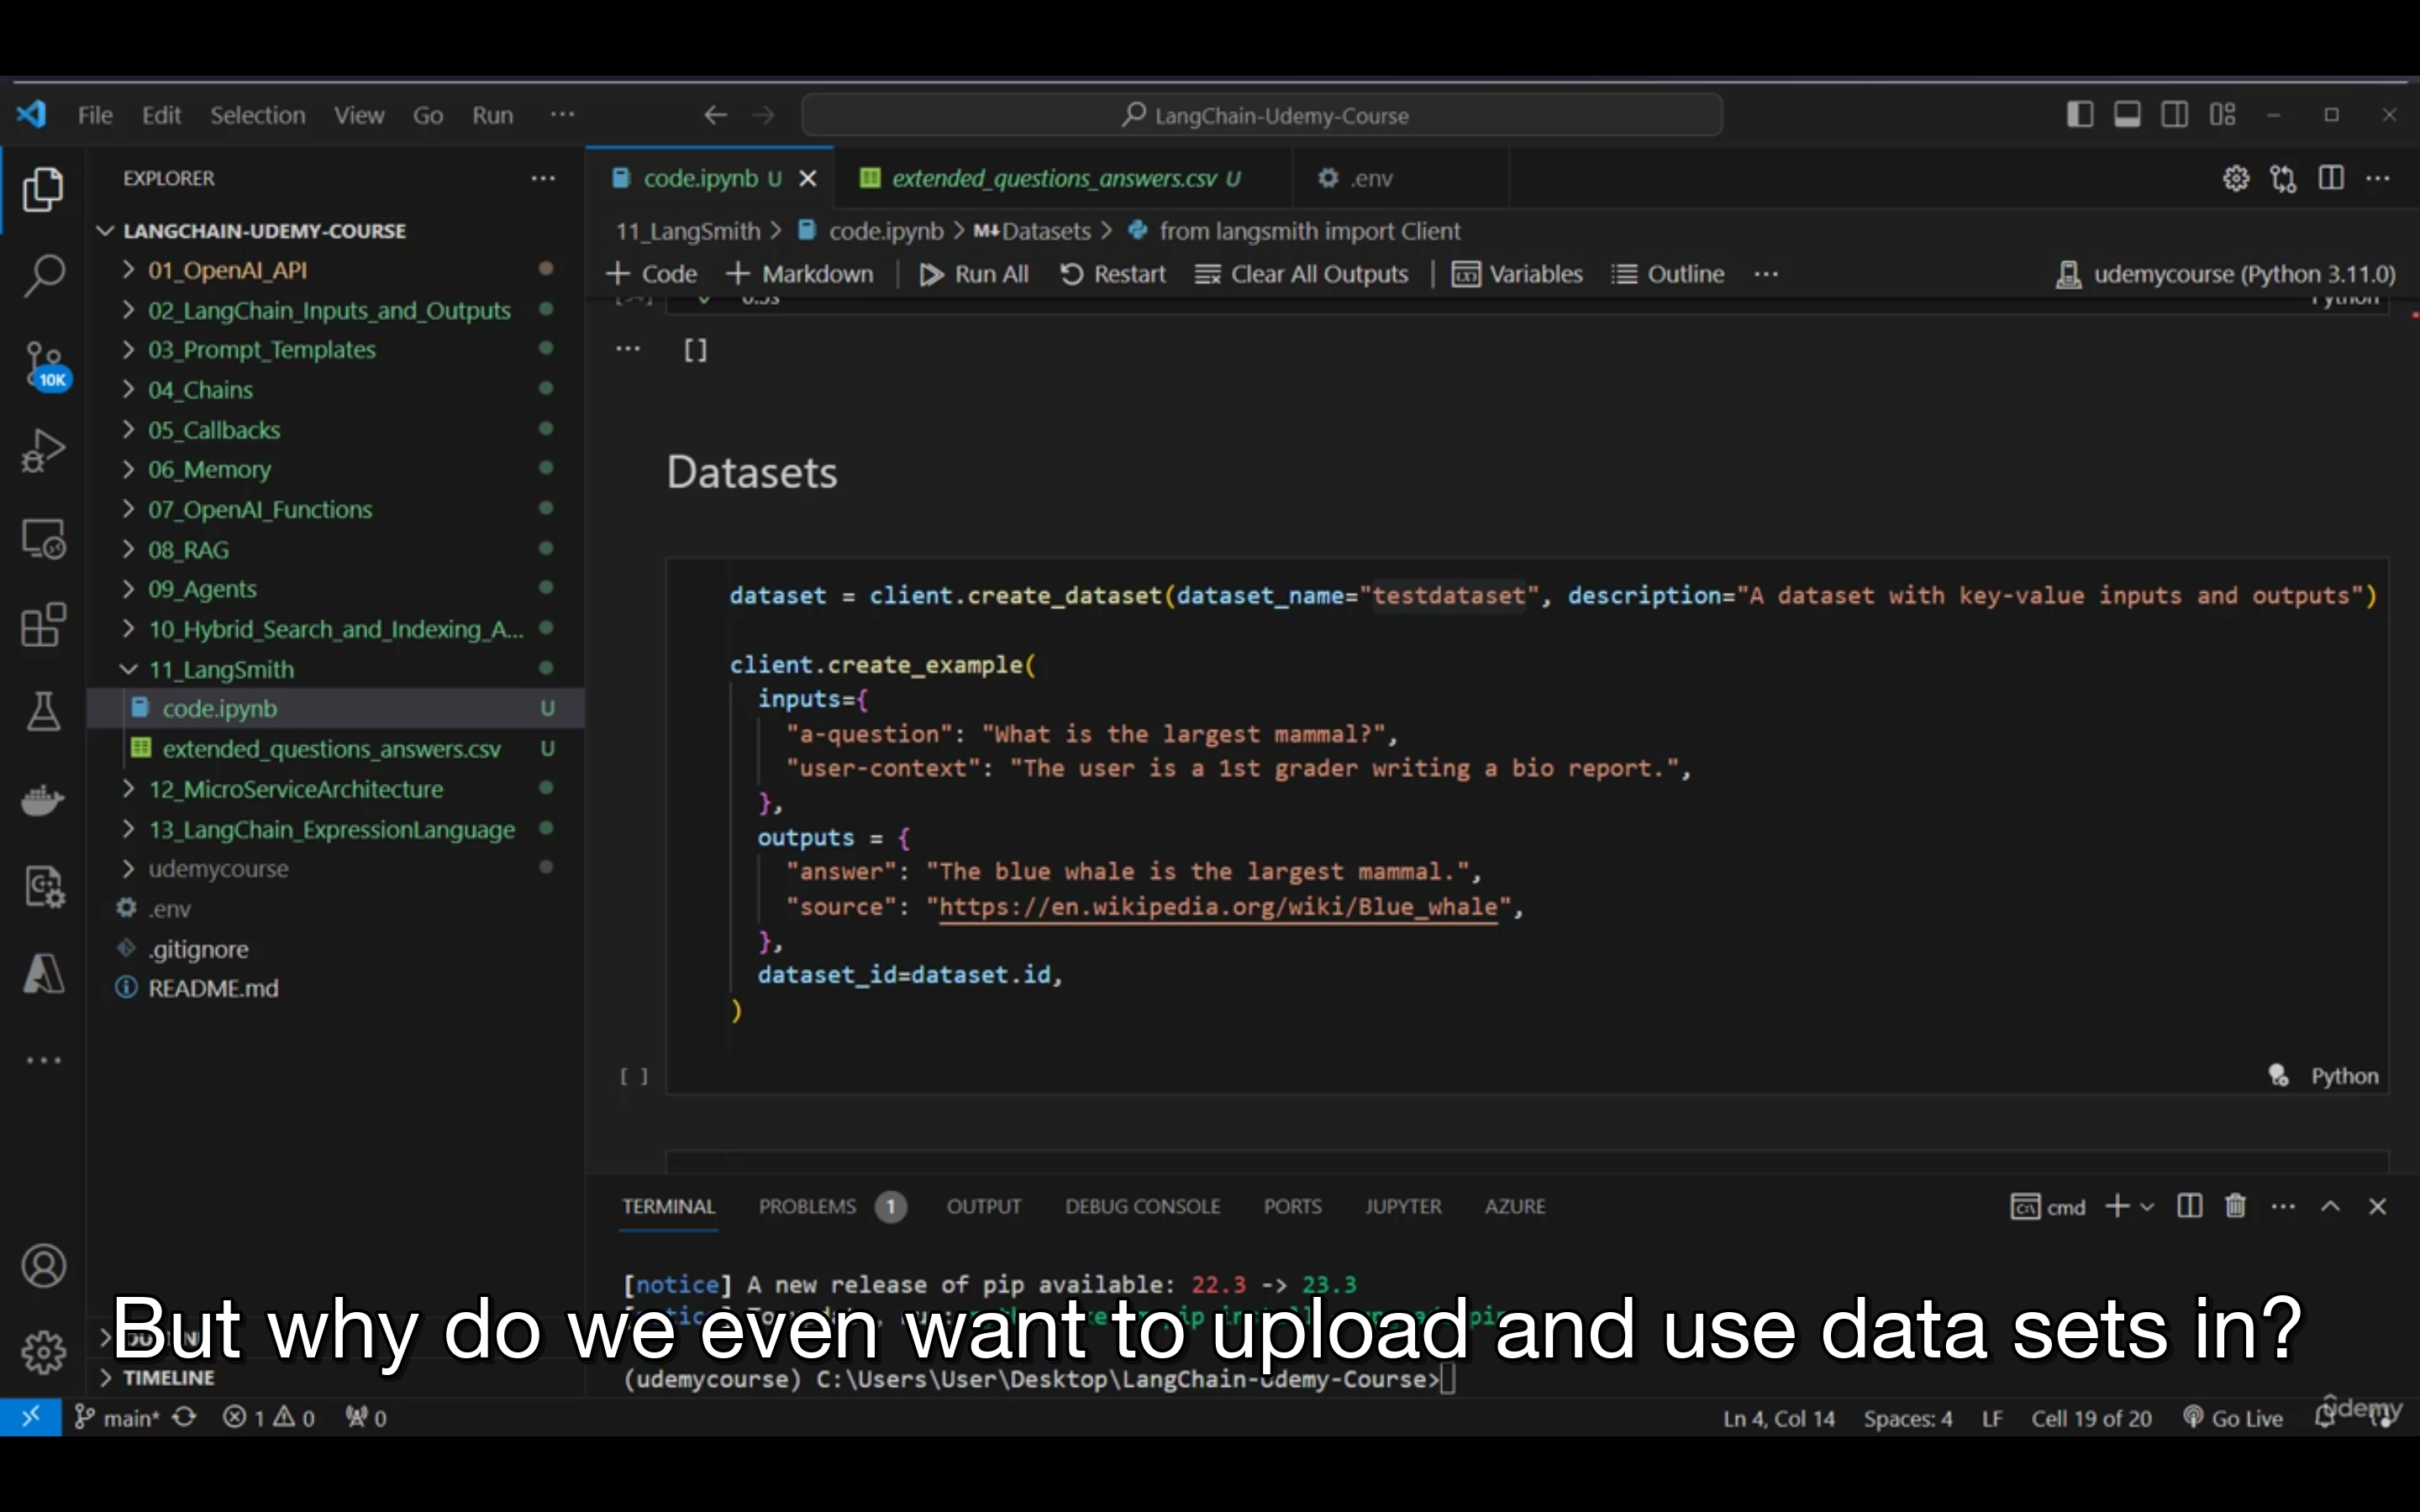 File Edit Selection View Go Run ··· LangChain-Udemy-Course
EXPLORER ···
LANGCHAIN-UDEMY-COURSE
01_OpenAI_API
02_LangChain_Inputs_and_Outputs
03_Prompt_Templates
04_Chains
05_Callbacks
06_Memory
07_OpenAI_Functions
08_RAG
09_Agents
10_Hybrid_Search_and_Indexing_A...
11_LangSmith
code.ipynb U
extended_questions_answers.csv U
12_MicroServiceArchitecture
13_LangChain_ExpressionLanguage
udemycourse
.env
.gitignore
README.md
TIMELINE
10K
code.ipynb U extended_questions_answers.csv U .env
11_LangSmith > code.ipynb > M↓Datasets > from langsmith import Client
+ Code + Markdown | Run All Restart Clear All Outputs | Variables Outline ··· udemycourse (Python 3.11.0)
0.5s Python
··· []
Datasets
dataset = client.create_dataset(dataset_name="testdataset", description="A dataset with key-value inputs and outputs")
client.create_example(
inputs={
"a-question": "What is the largest mammal?",
"user-context": "The user is a 1st grader writing a bio report.",
},
outputs = {
"answer": "The blue whale is the largest mammal.",
"source": "https://en.wikipedia.org/wiki/Blue_whale",
},
dataset_id=dataset.id,
)
[ ] Python
TERMINAL PROBLEMS 1 OUTPUT DEBUG CONSOLE PORTS JUPYTER AZURE cmd
[notice] A new release of pip available: 22.3 -> 23.3
But why do we even want to upload and use data sets in?
(udemycourse) C:\Users\User\Desktop\LangChain-Udemy-Course>
main* 1 0 0 Ln 4, Col 14 Spaces: 4 LF Cell 19 of 20 Go Live
udemy